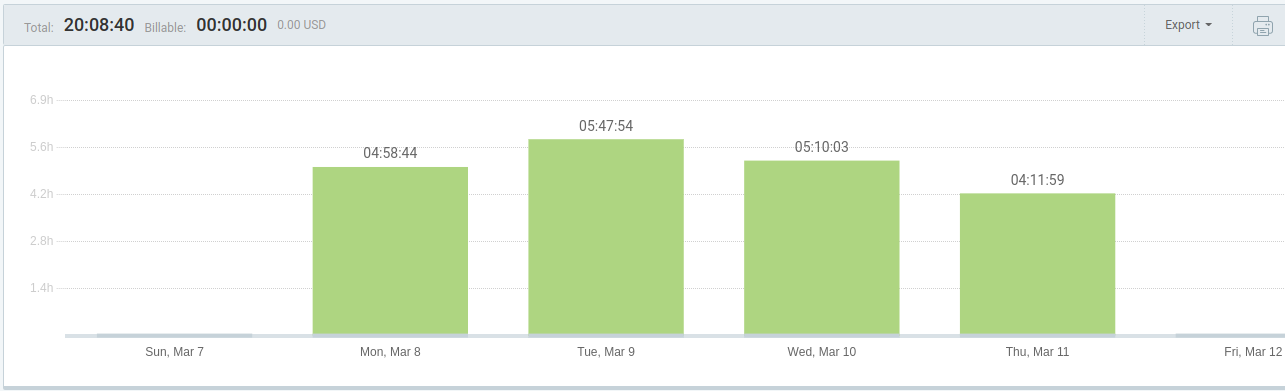 Total: 20:08:40 Billable: 00:00:00 0.00 USD Export
6.9h
05:47:54
5.6h 05:10:03
04:58:44
04:11:59
4.2h
2.8h
1.4h
Sun, Mar 7 Mon, Mar 8 Tue, Mar 9 Wed, Mar 10 Thu, Mar 11 Fri, Mar 12